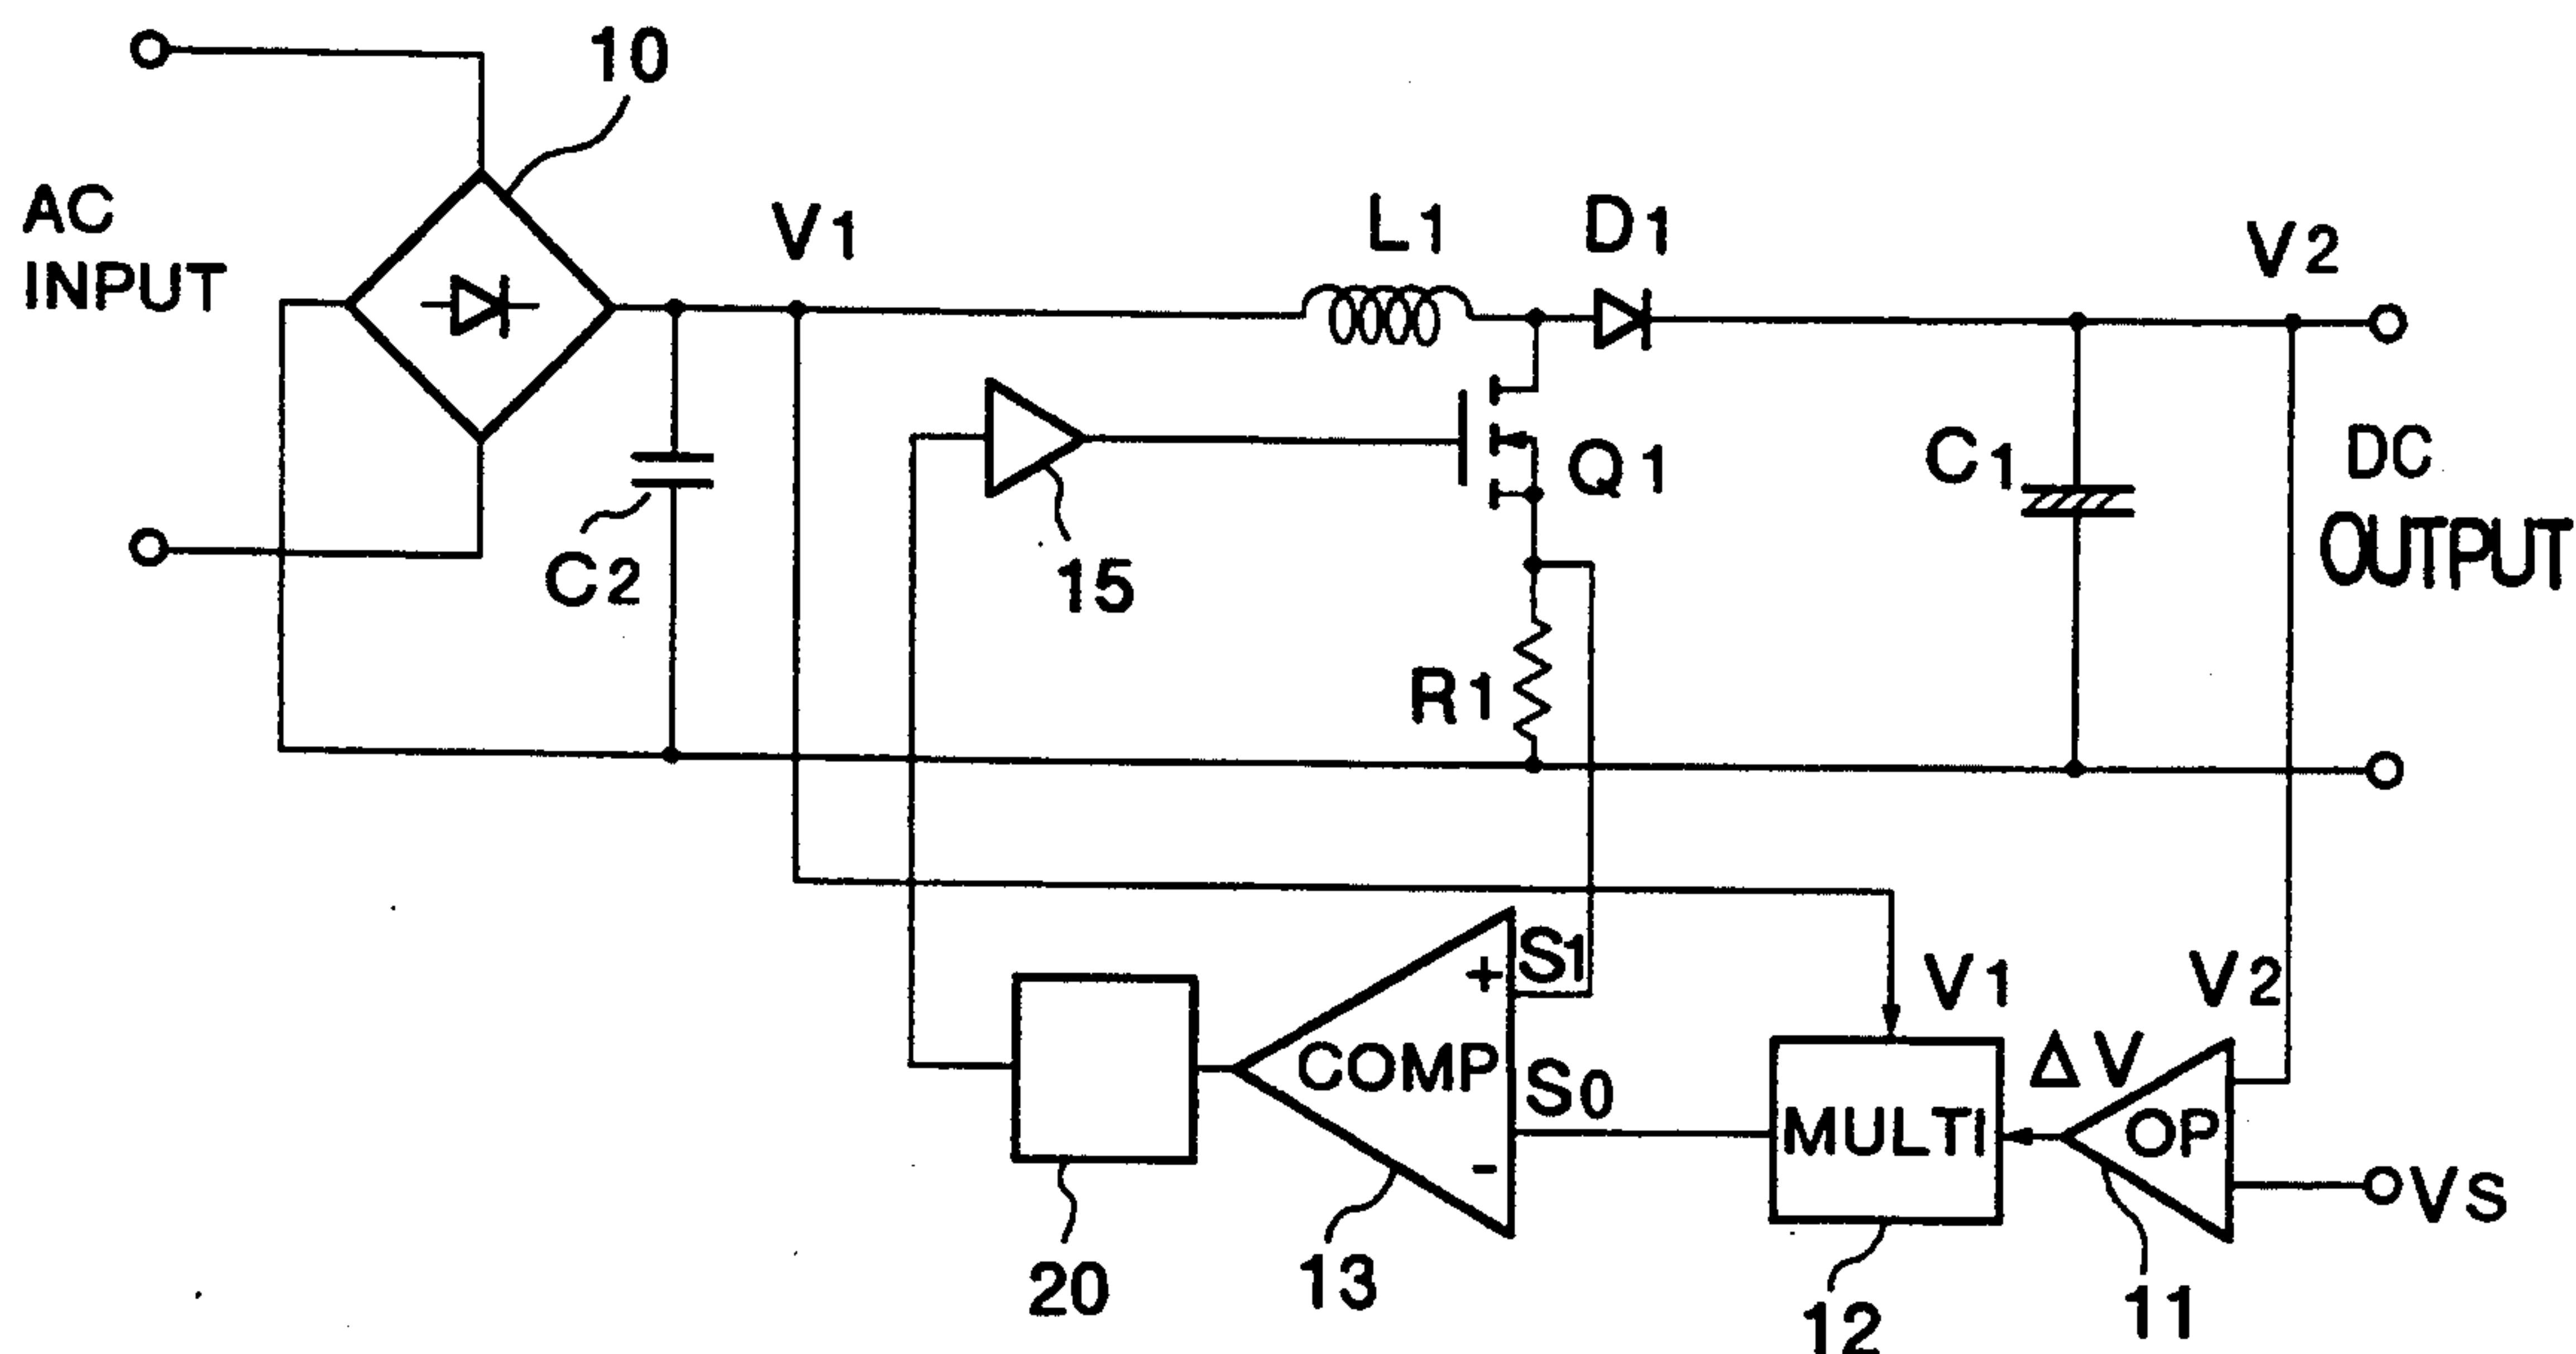 10
AC
INPUT
V1
L1
D1
V2
C2
15
Q1
R1
C1
DC
OUTPUT
+
S1
COMP
S0
-
V1
V2
ΔV
MULTI
OP
VS
20
13
12
11